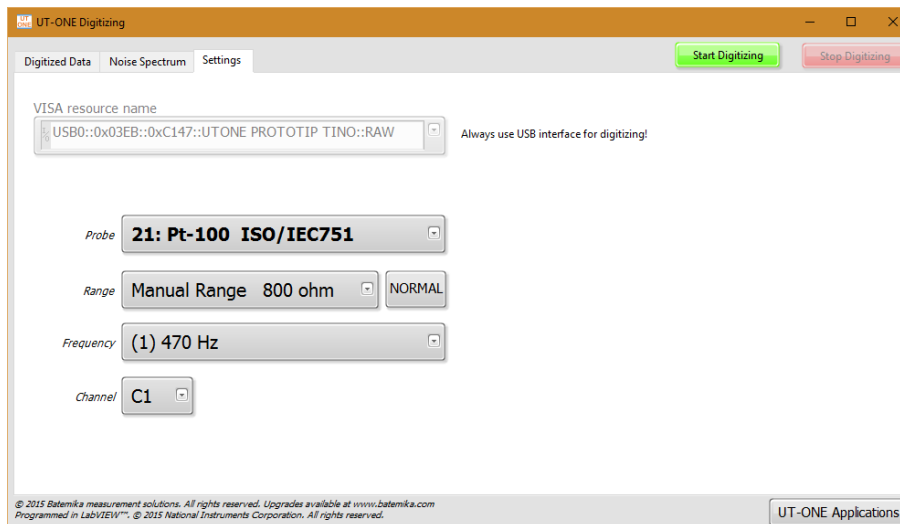 UT ONE UT-ONE Digitizing
Digitized Data Noise Spectrum Settings Start Digitizing Stop Digitizing
VISA resource name
I/O USB0::0x03EB::0xC147::UTONE PROTOTIP TINO::RAW Always use USB interface for digitizing!
Probe 21: Pt-100 ISO/IEC751
Range Manual Range 800 ohm NORMAL
Frequency (1) 470 Hz
Channel C1
© 2015 Batemika measurement solutions. All rights reserved. Upgrades available at www.batemika.com
Programmed in LabVIEW™. © 2015 National Instruments Corporation. All rights reserved.
UT-ONE Applications